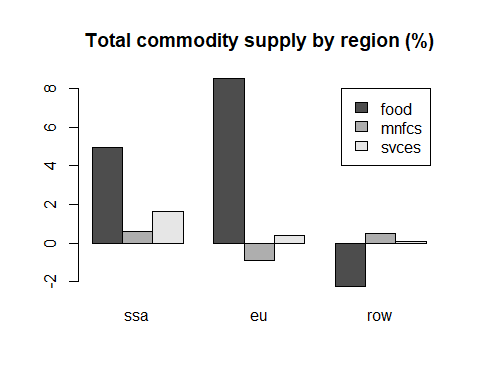 Total commodity supply by region (%)
8
6
4
2
0
-2
food
mnfcs
svces
ssa eu row